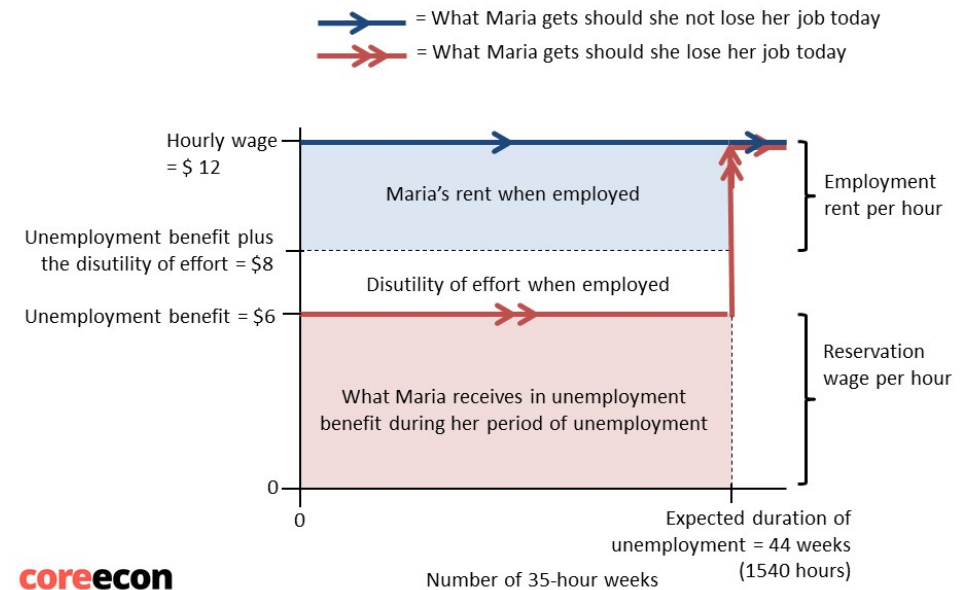 = What Maria gets should she not lose her job today
= What Maria gets should she lose her job today
Hourly wage
= $ 12
Maria's rent when employed
Employment
rent per hour
Unemployment benefit plus
the disutility of effort = $8
Disutility of effort when employed
Unemployment benefit = $6
Reservation
wage per hour
What Maria receives in unemployment
benefit during her period of unemployment
0
0
Expected duration of
unemployment = 44 weeks
(1540 hours)
Number of 35-hour weeks
coreecon